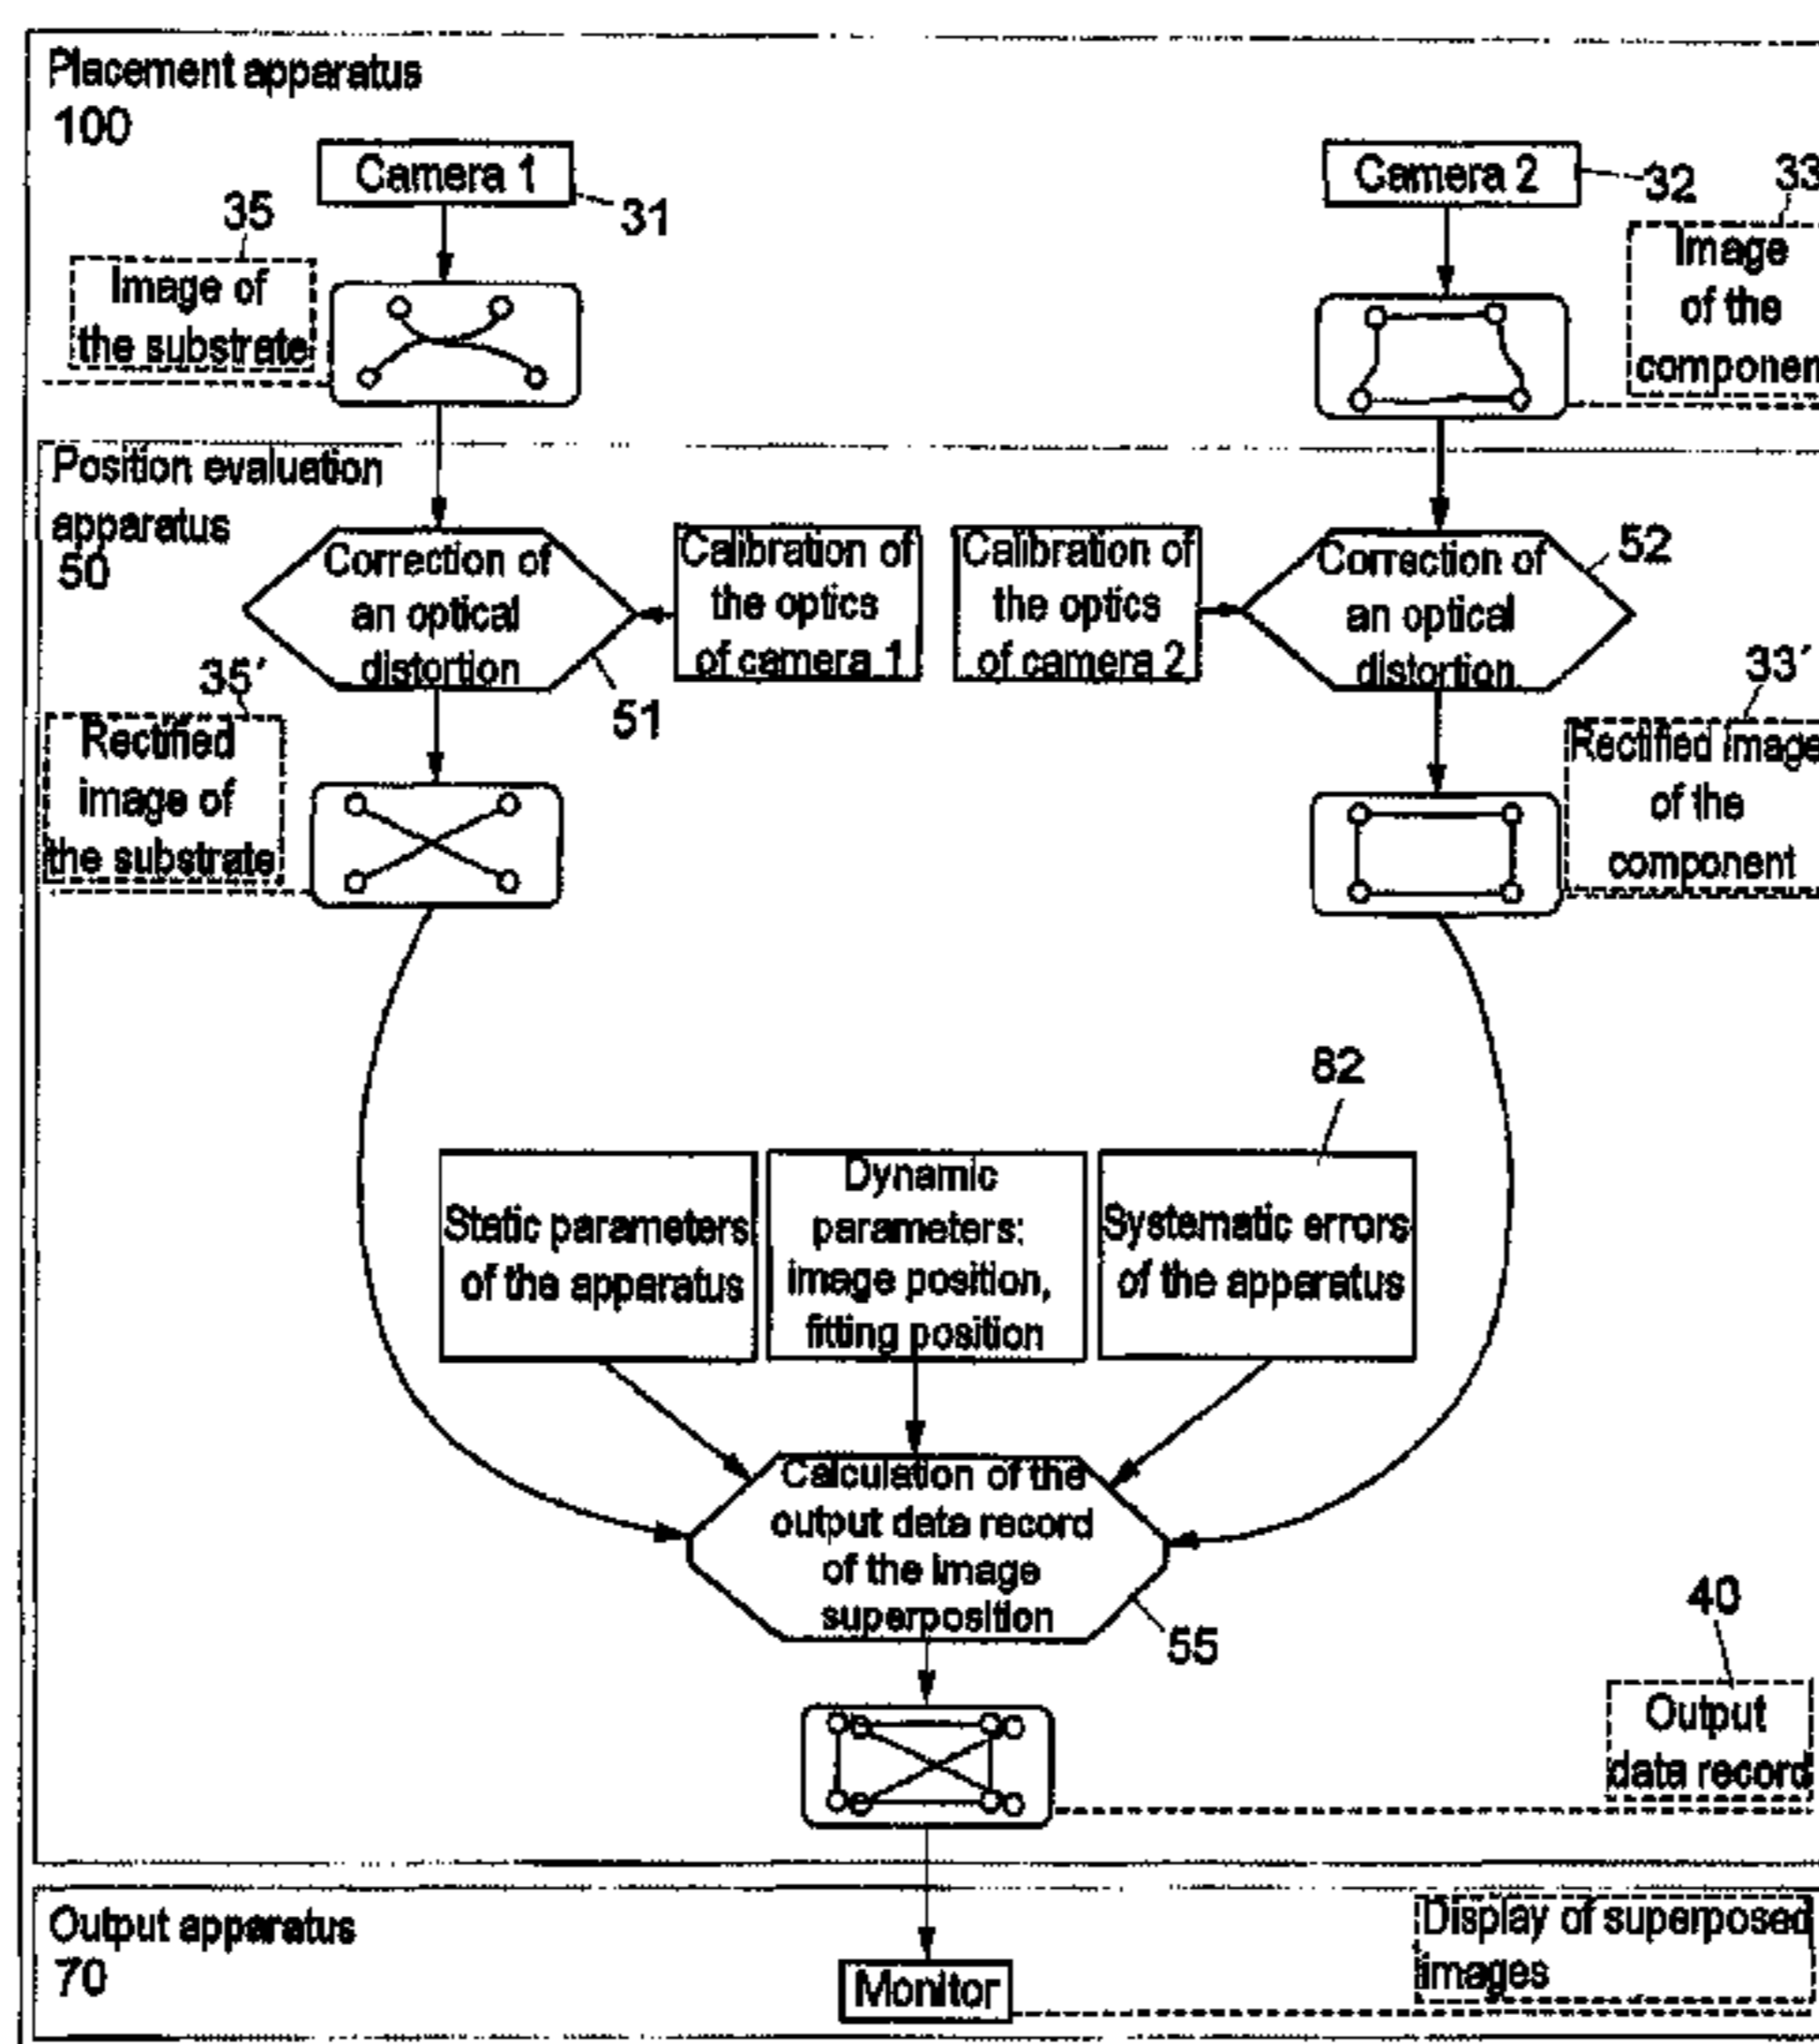 Placement apparatus
100
Camera 1
31
35
Image of
the substrate
Camera 2
32
33
Image
of the
componen
Position evaluation
apparatus
50
Correction of
an optical
distortion
51
Calibration of
the optics
of camera 1
Calibration of
the optics
of camera 2
Correction of
an optical
distortion
52
35'
Rectified
image of
the substrate
33'
Rectified image
of the
component
Static parameters
of the apparatus
Dynamic
parameters:
image position,
fitting position
82
Systematic errors
of the apparatus
Calculation of the
output data record
of the image
superposition
55
40
Output
data record
Output apparatus
70
Monitor
Display of superposed
images